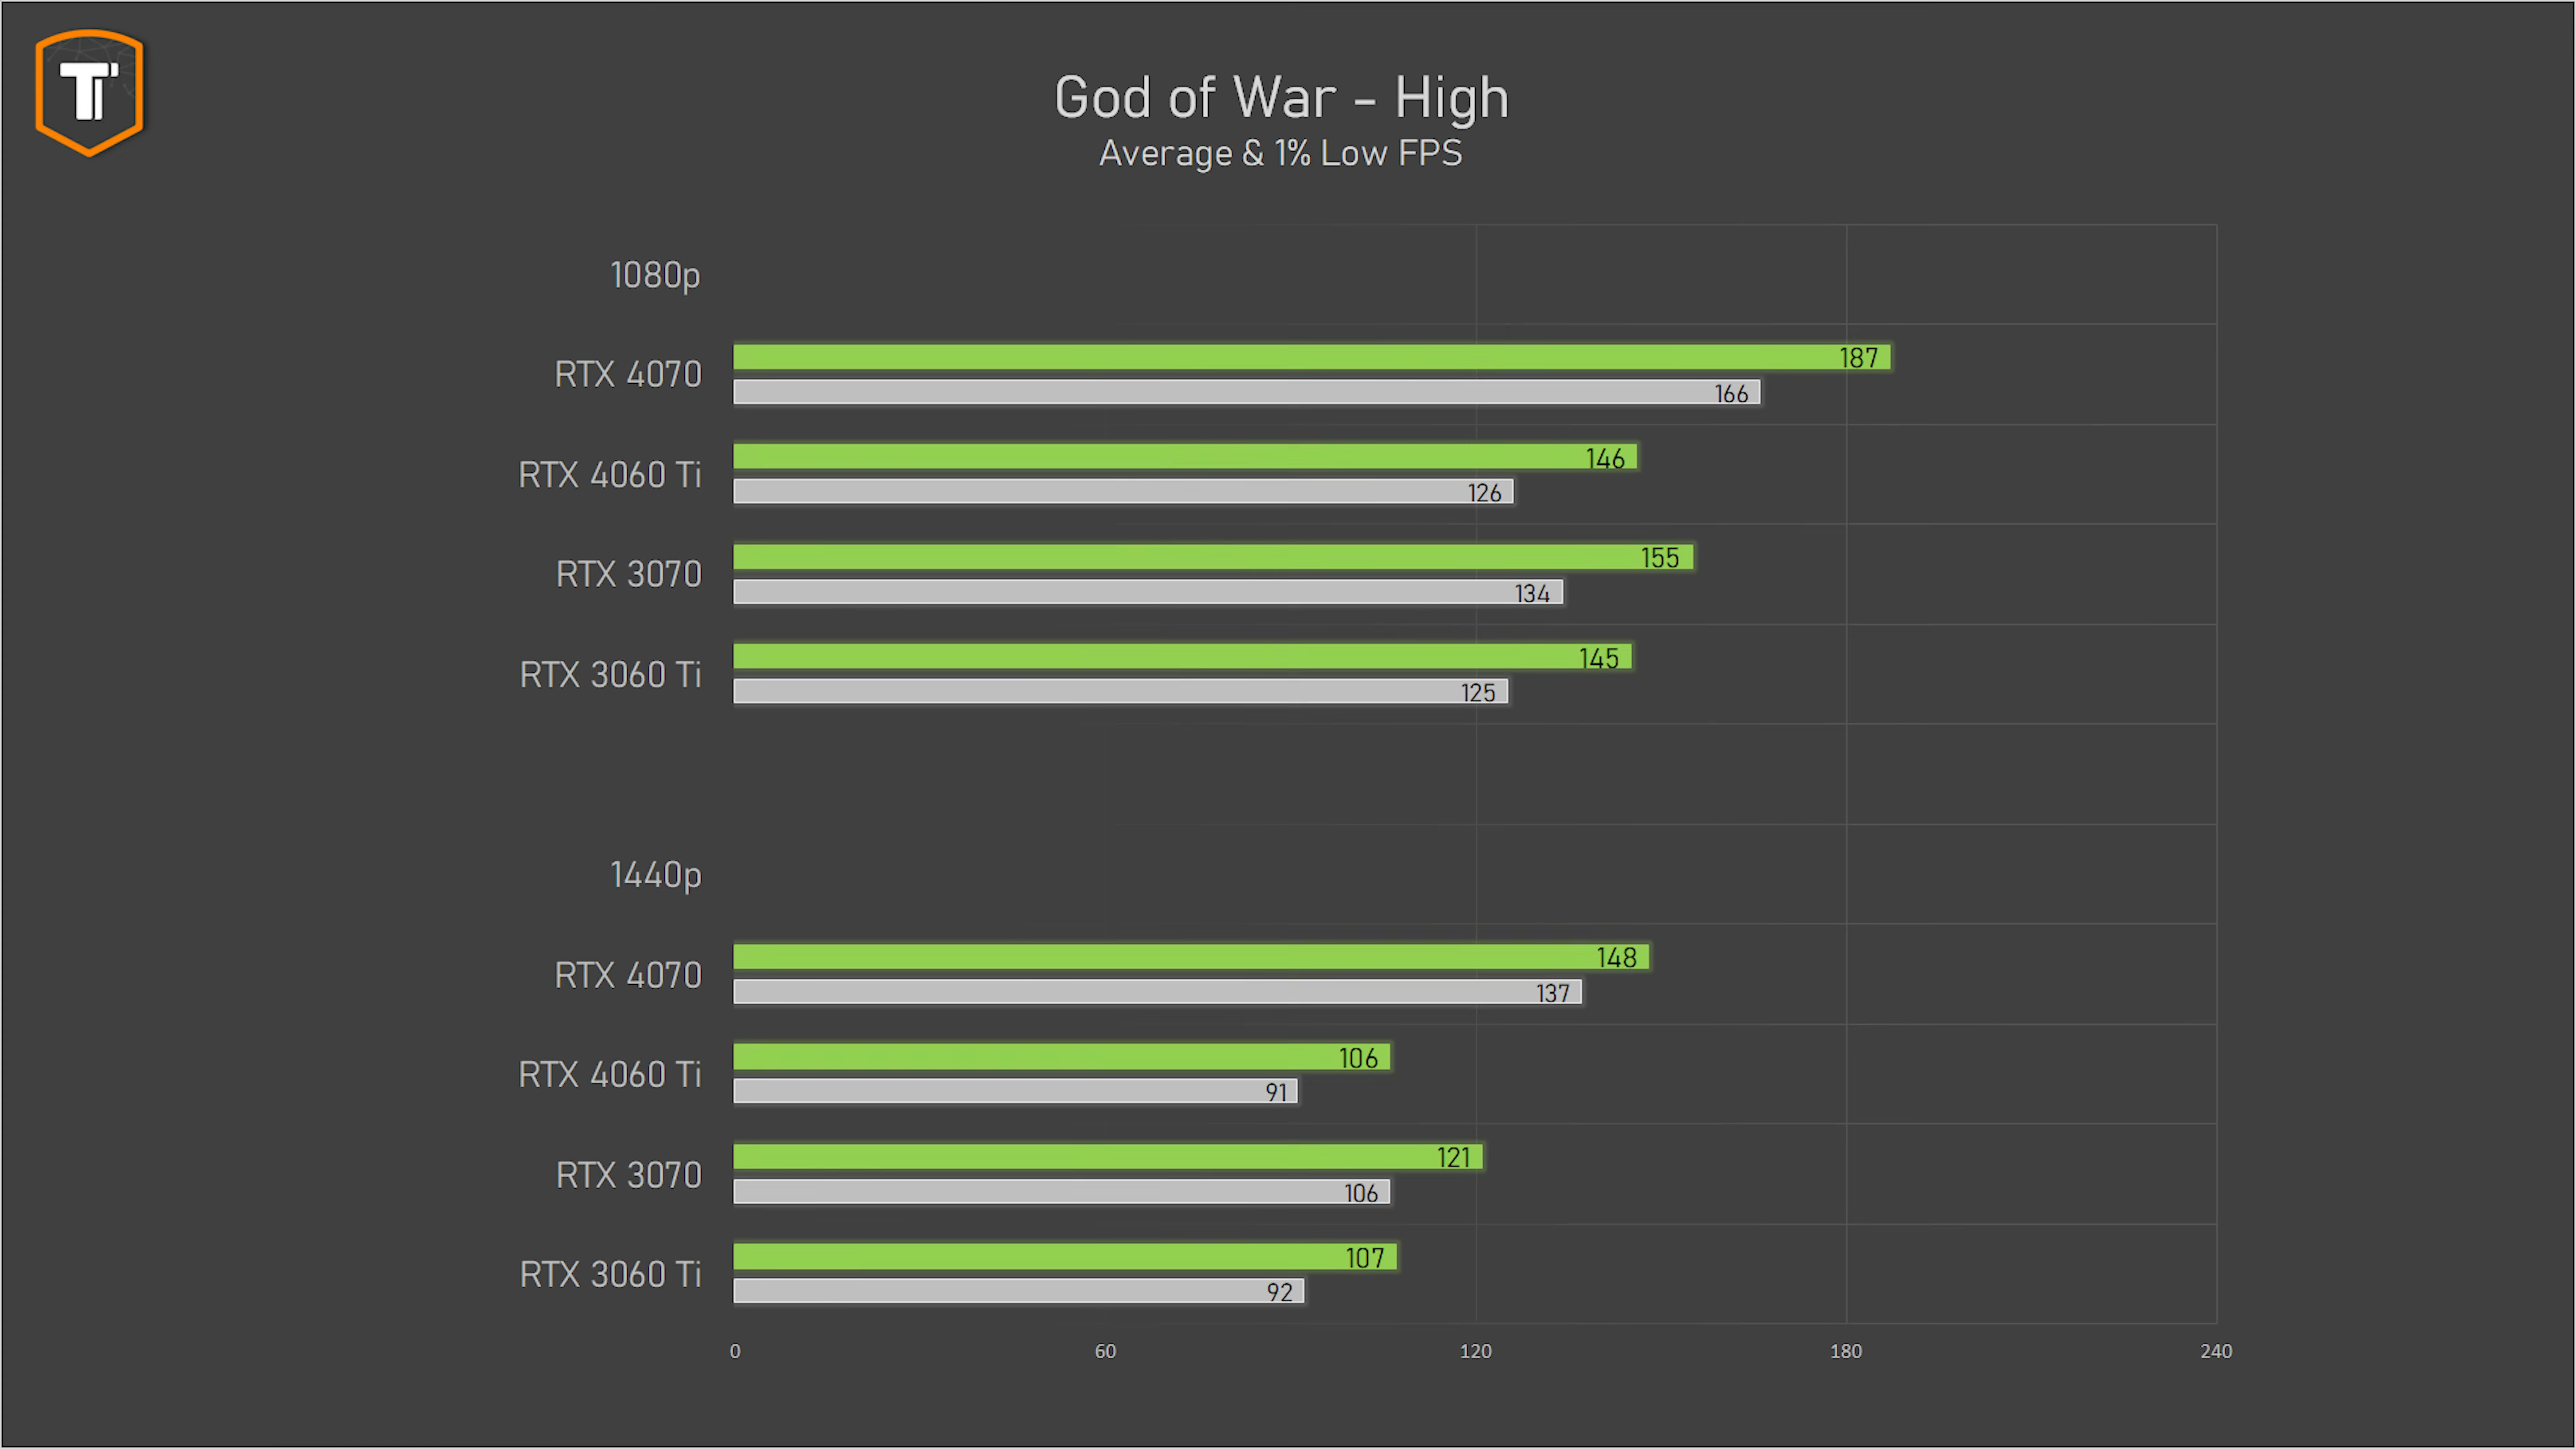 Ti
God of War - High
Average & 1% Low FPS
1080p
RTX 4070
187
166
RTX 4060 Ti
146
126
RTX 3070
155
134
RTX 3060 Ti
145
125
1440p
RTX 4070
148
137
RTX 4060 Ti
106
91
RTX 3070
121
106
RTX 3060 Ti
107
92
0 60 120 180 240